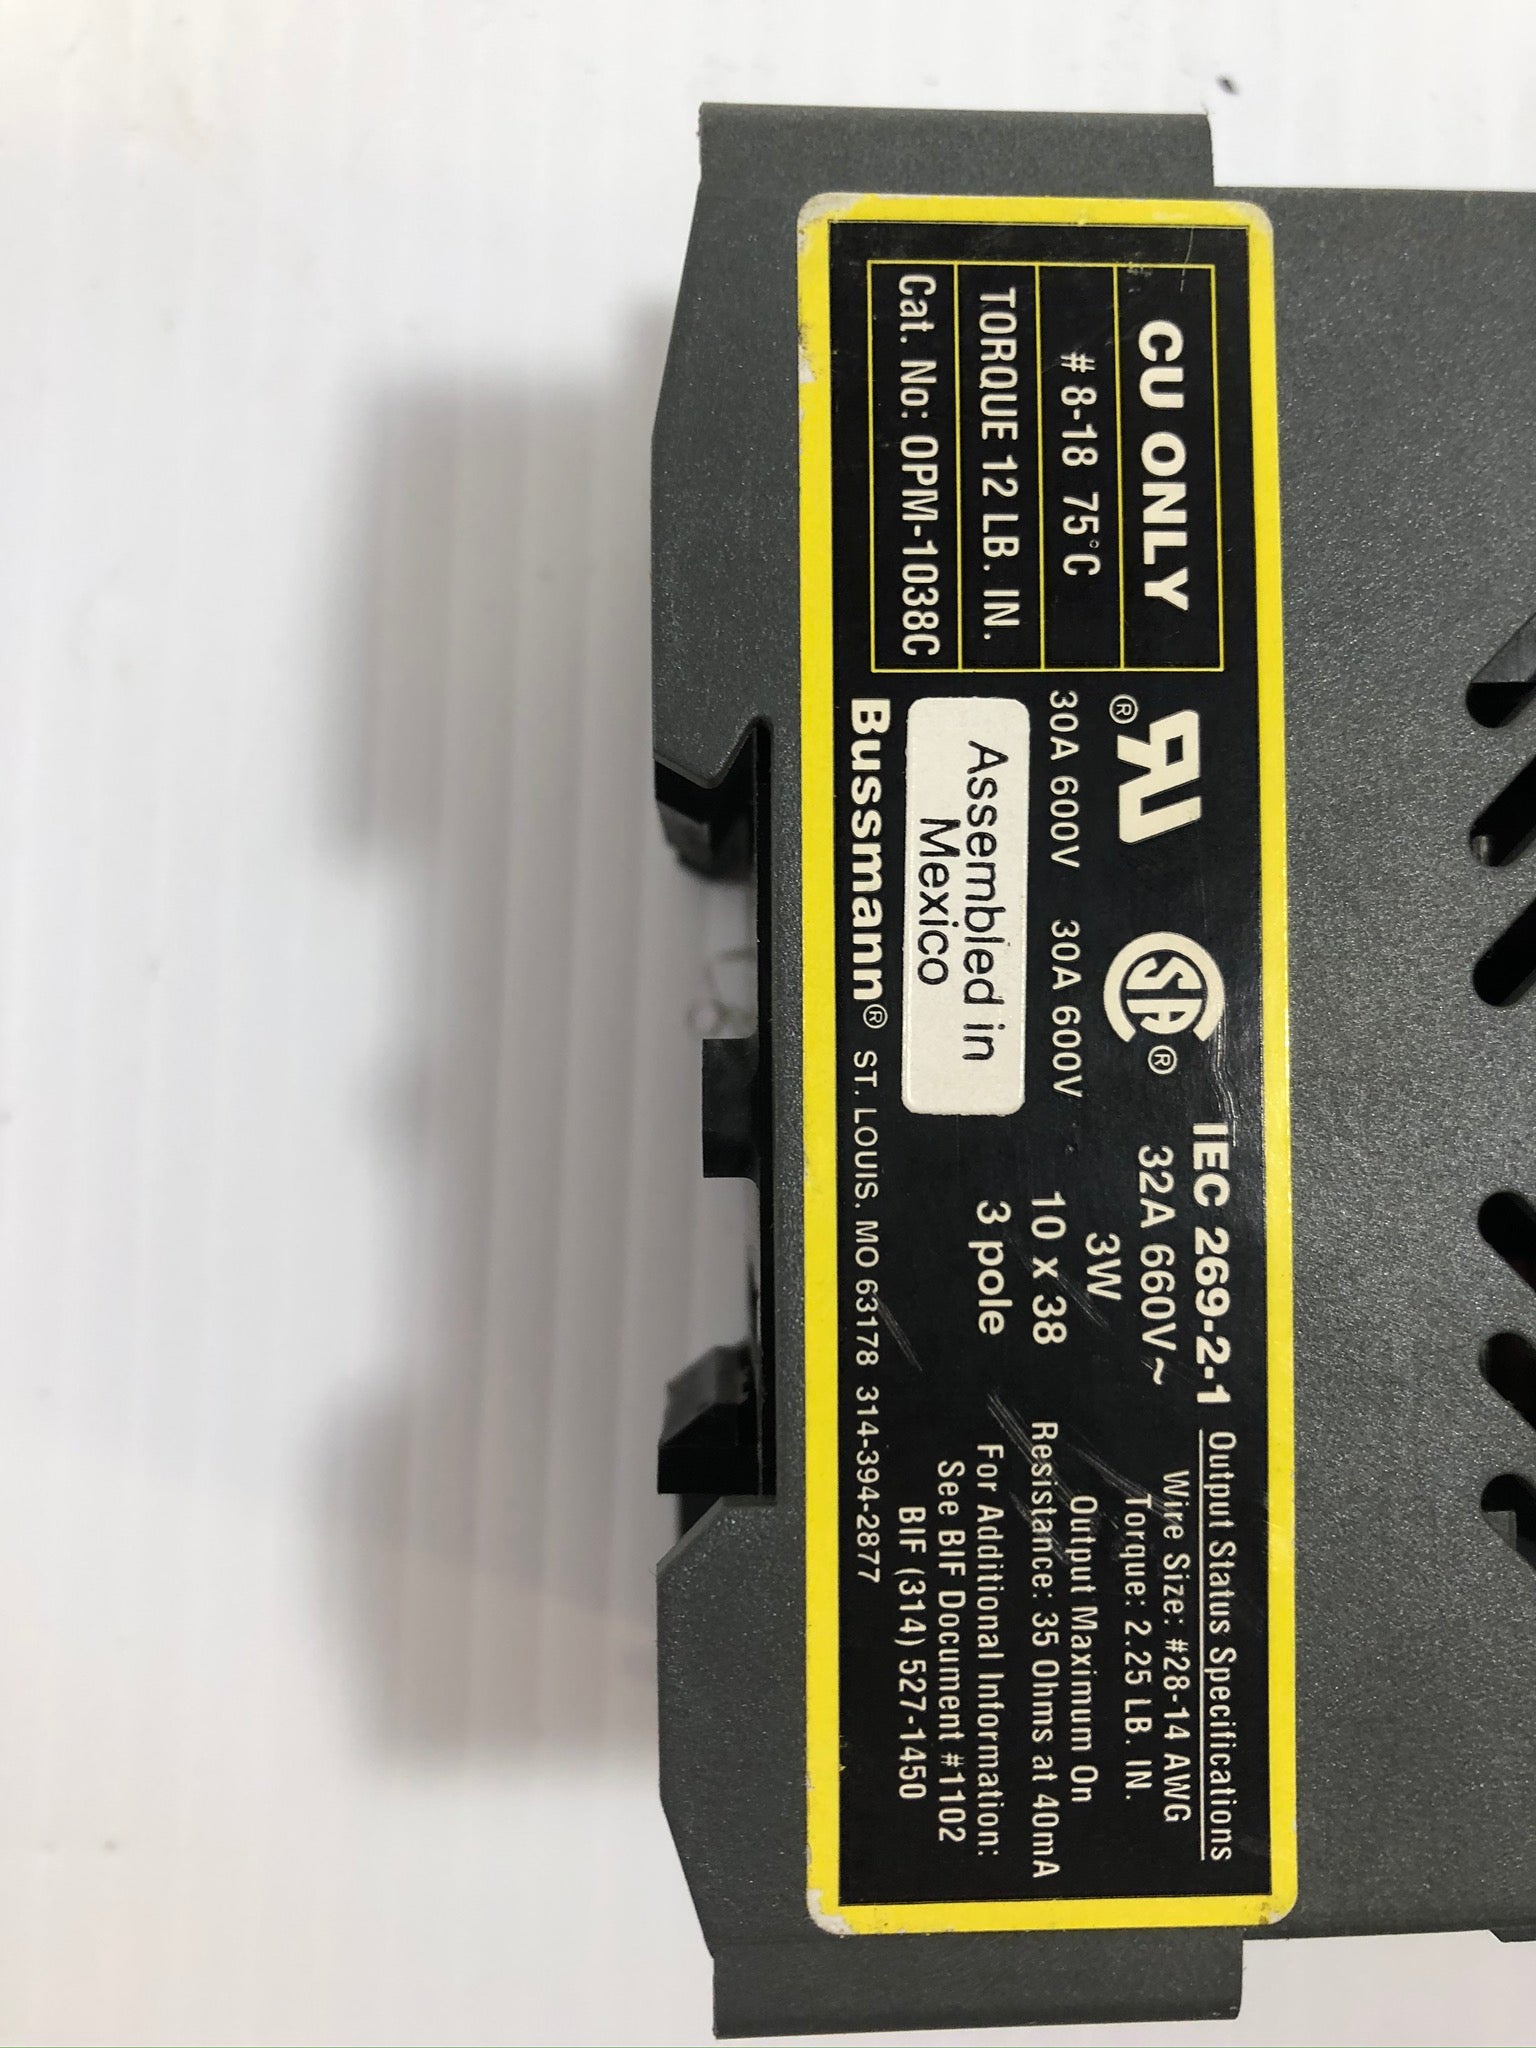 CU ONLY
# 8-18 75°C
TORQUE 12 LB. IN.
Cat. No: OPM-1038C
RU®
30A 600V
SA®
30A 600V
Assembled in
Mexico
IEC 269-2-1
32A 660V~
3W
10 x 38
3 pole
Output Status Specifications
Wire Size: #28-14 AWG
Torque: 2.25 LB. IN.
Output Maximum On
Resistance: 35 Ohms at 40mA
For Additional Information:
See BIF Document #1102
BIF (314) 527-1450
Bussmann® ST. LOUIS, MO 63178 314-394-2877